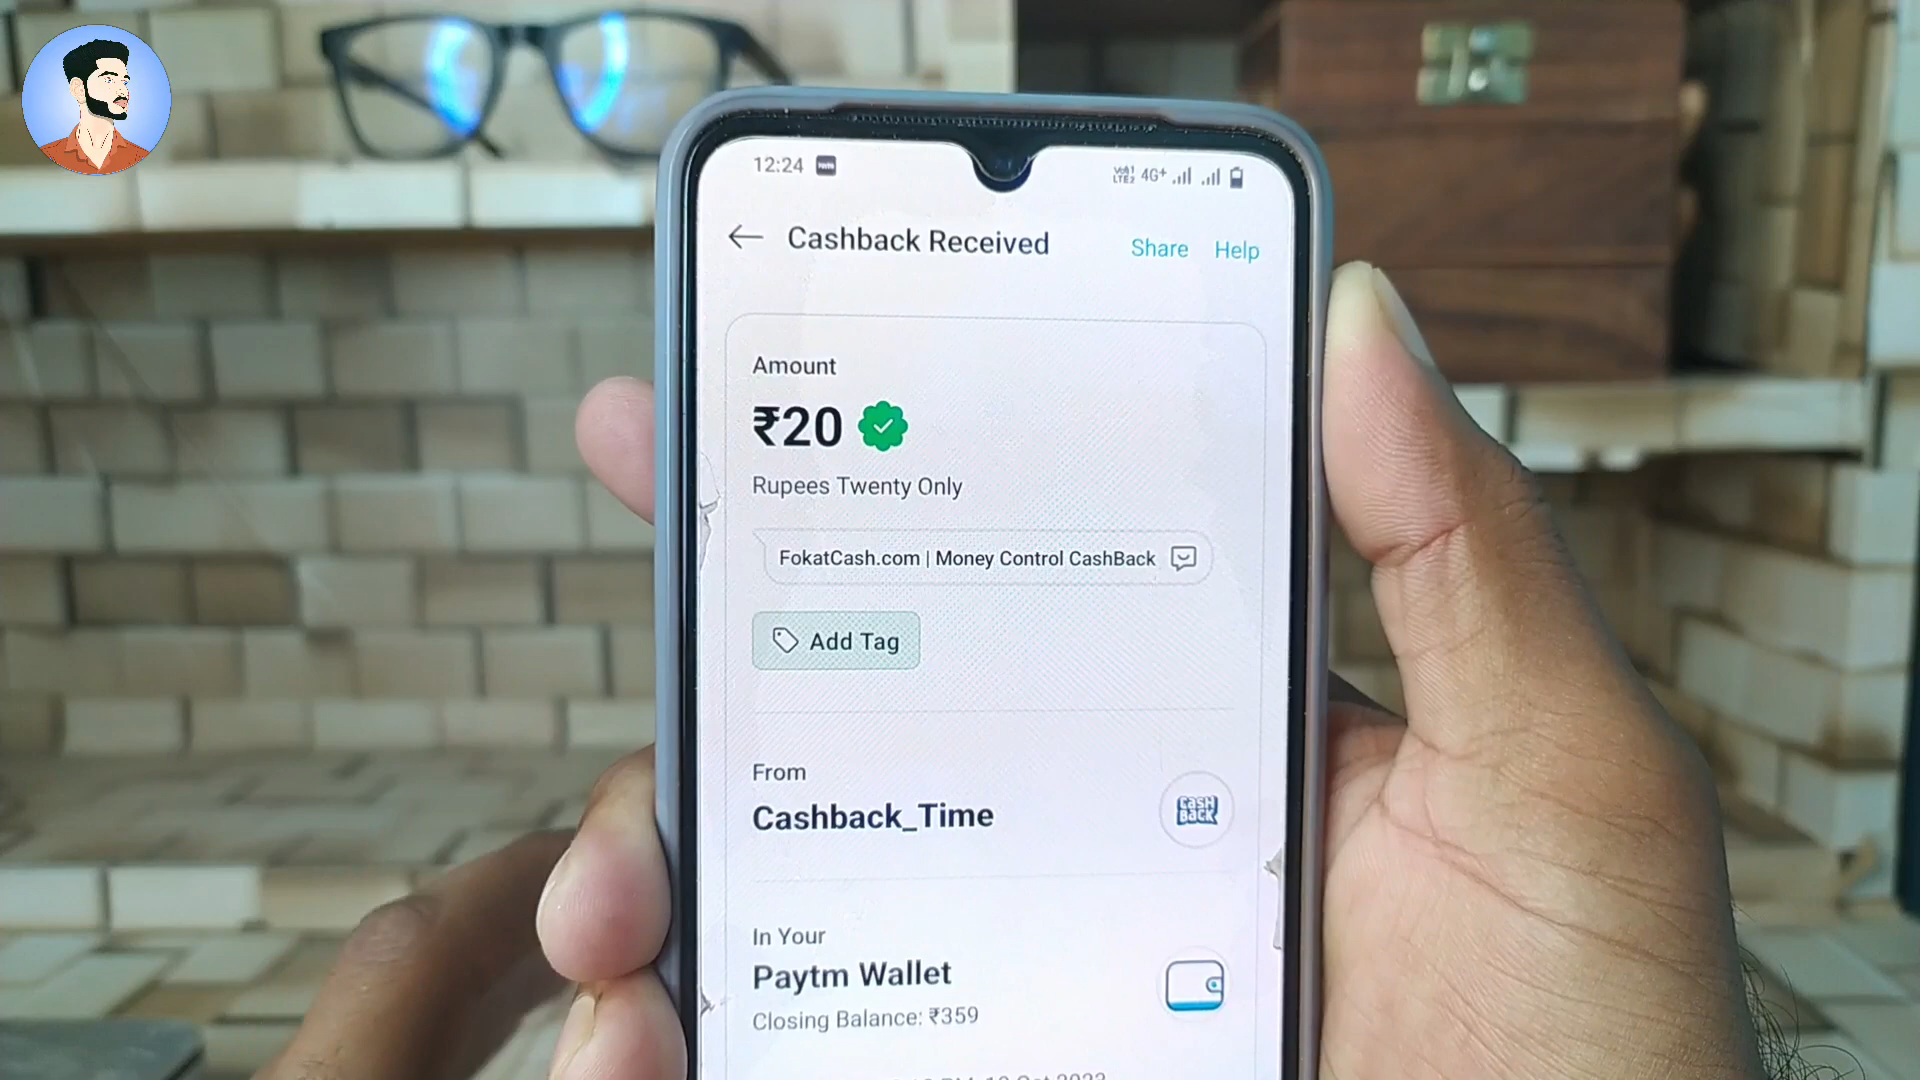 12:24
4G+
Cashback Received
Share Help
Amount
₹20
Rupees Twenty Only
FokatCash.com | Money Control CashBack
Add Tag
From
Cashback_Time
CASH
BACK
In Your
Paytm Wallet
Closing Balance: ₹359